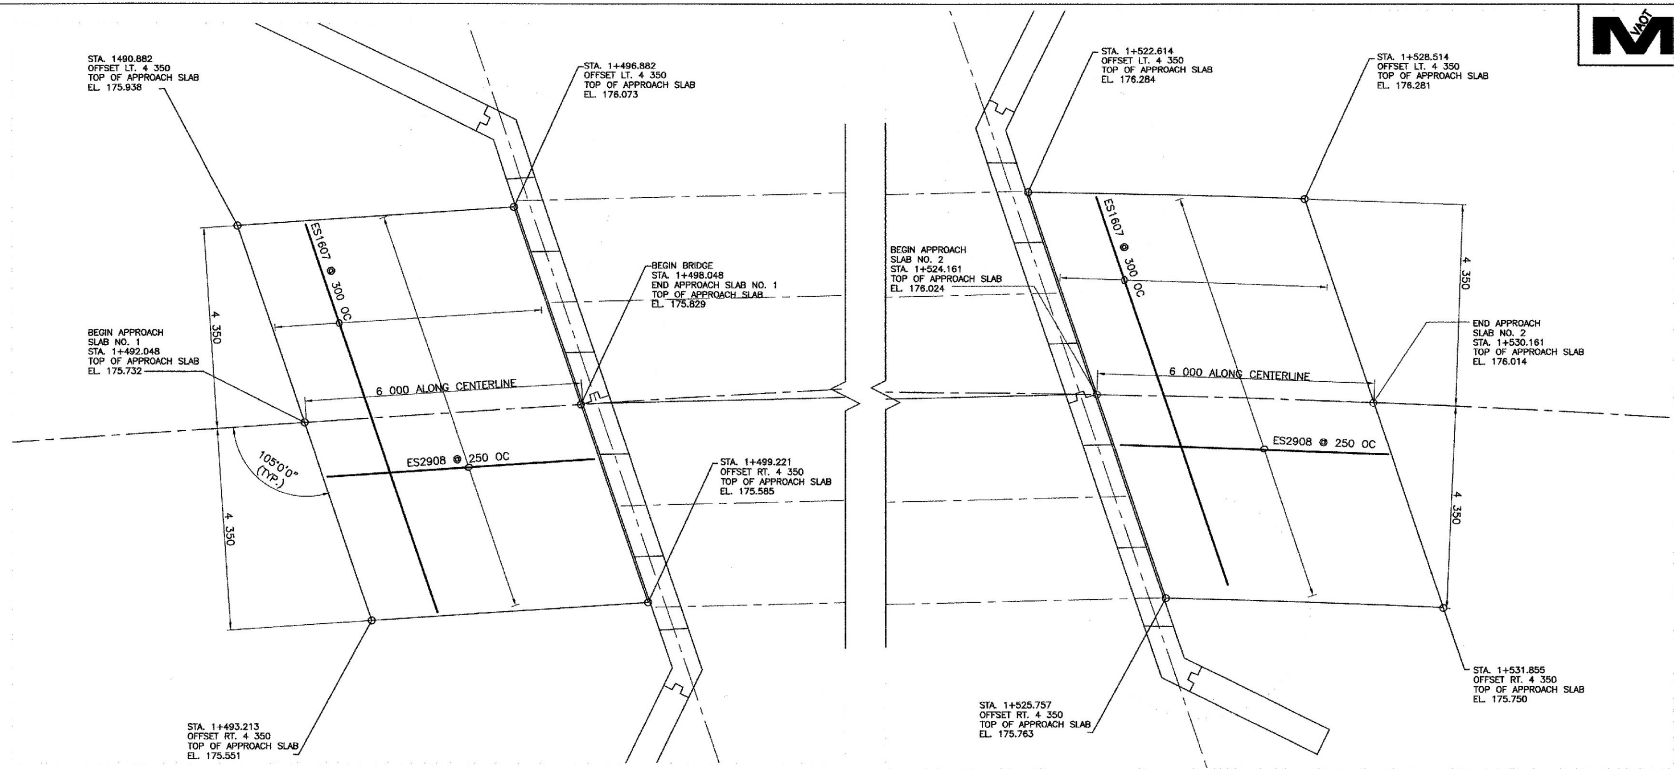 STA. 1490.882
OFFSET LT. 4 350
TOP OF APPROACH SLAB
EL. 175.938
STA. 1+496.882
OFFSET LT. 4 350
TOP OF APPROACH SLAB
EL. 176.073
STA. 1+522.614
OFFSET LT. 4 350
TOP OF APPROACH SLAB
EL. 176.284
STA. 1+528.514
OFFSET LT. 4 350
TOP OF APPROACH SLAB
EL. 176.281
M
VAOT
ES1607 @ 300 OC
4 350
BEGIN BRIDGE
STA. 1+498.048
END APPROACH SLAB NO. 1
TOP OF APPROACH SLAB
EL. 175.829
BEGIN APPROACH
SLAB NO. 2
STA. 1+524.161
TOP OF APPROACH SLAB
EL. 176.024
ES1607 @ 300 OC
4 350
BEGIN APPROACH
SLAB NO. 1
STA. 1+492.048
TOP OF APPROACH SLAB
EL. 175.732
END APPROACH
SLAB NO. 2
STA. 1+530.161
TOP OF APPROACH SLAB
EL. 176.014
6 000 ALONG CENTERLINE
6 000 ALONG CENTERLINE
105°0'0"
(TYP.)
ES2908 @ 250 OC
ES2908 @ 250 OC
4 350
4 350
STA. 1+499.221
OFFSET RT. 4 350
TOP OF APPROACH SLAB
EL. 175.585
STA. 1+493.213
OFFSET RT. 4 350
TOP OF APPROACH SLAB
EL. 175.551
STA. 1+525.757
OFFSET RT. 4 350
TOP OF APPROACH SLAB
EL. 175.763
STA. 1+531.855
OFFSET RT. 4 350
TOP OF APPROACH SLAB
EL. 175.750